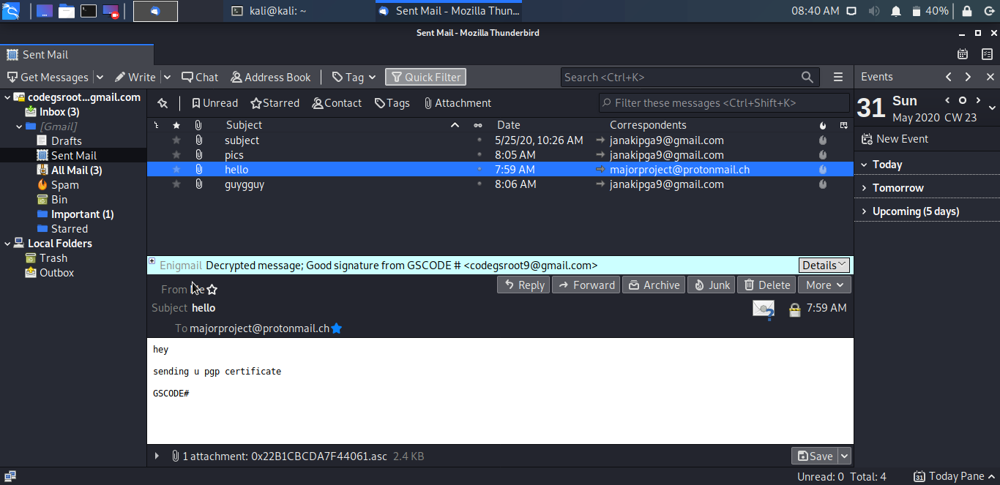 kali@kali: ~
Sent Mail - Mozilla Thun...
08:40 AM
40%
Sent Mail - Mozilla Thunderbird
Sent Mail
Get Messages
Write
Chat
Address Book
Tag
Quick Filter
Search <Ctrl+K>
Events
codegsroot...gmail.com
Inbox (3)
[Gmail]
Drafts
Sent Mail
All Mail (3)
Spam
Bin
Important (1)
Starred
Local Folders
Trash
Outbox
Unread
Starred
Contact
Tags
Attachment
Filter these messages <Ctrl+Shift+K>
Subject Date Correspondents
subject 5/25/20, 10:26 AM janakipga9@gmail.com
pics 8:05 AM janakipga9@gmail.com
hello 7:59 AM majorproject@protonmail.ch
guygguy 8:06 AM janakipga9@gmail.com
Enigmail Decrypted message; Good signature from GSCODE # <codegsroot9@gmail.com>
Details
From
Reply
Forward
Archive
Junk
Delete
More
Subject hello
7:59 AM
To majorproject@protonmail.ch
hey
sending u pgp certificate
GSCODE#
1 attachment: 0x22B1CBCDA7F44061.asc 2.4 KB
Save
31 Sun
May 2020 CW 23
New Event
Today
Tomorrow
Upcoming (5 days)
Unread: 0 Total: 4
31 Today Pane